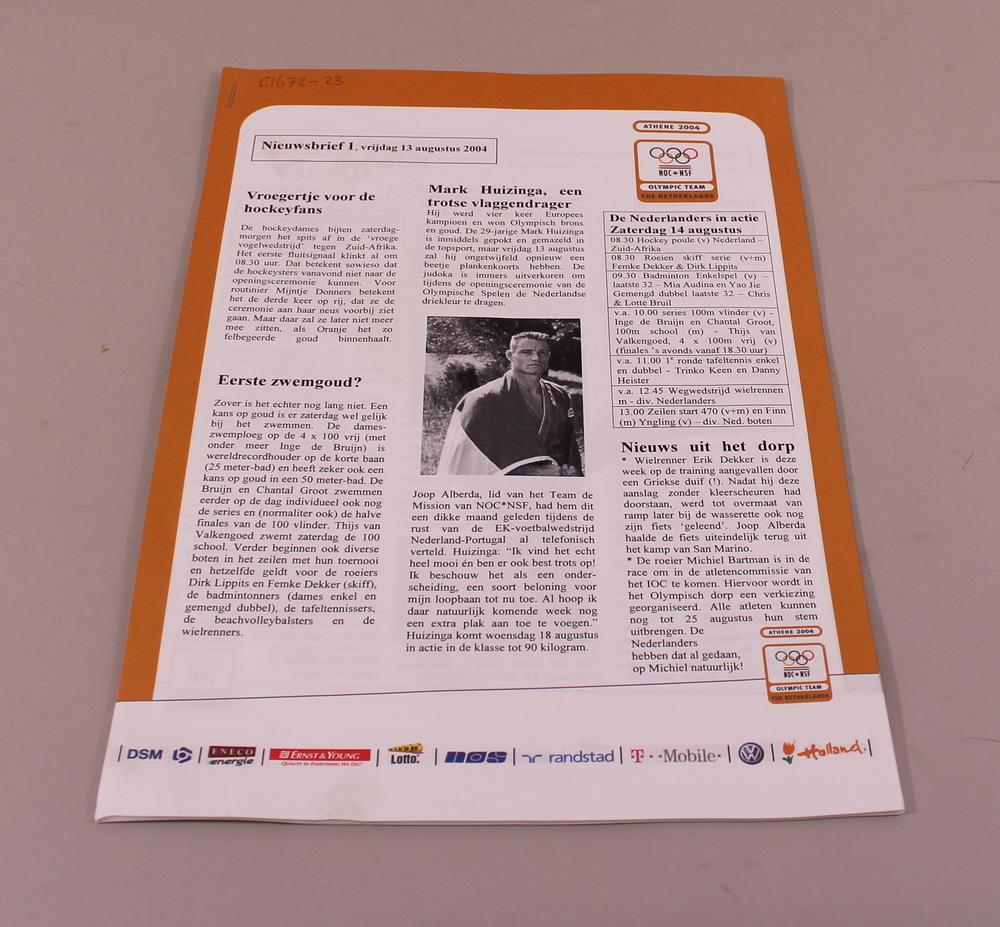 C1672-23
Nieuwsbrief 1, vrijdag 13 augustus 2004
Vroegertje voor de
hockeyfans
De hockeydames bijten zaterdag-
morgen het spits af in de 'vroege
vogelwedstrijd' tegen Zuid-Afrika.
Het eerste fluitsignaal klinkt al om
08.30 uur. Dat betekent sowieso dat
de hockeysters vanavond niet naar de
openingsceremonie kunnen. Voor
routinier Mijntje Donners betekent
het de derde keer op rij, dat ze de
ceremonie aan haar neus voorbij ziet
gaan. Maar daar zal ze later niet meer
mee zitten, als Oranje het zo
felbegeerde goud binnenhaalt.
Eerste zwemgoud?
Zover is het echter nog lang niet. Een
kans op goud is er zaterdag wel gelijk
bij het zwemmen. De dames-
zwemploeg op de 4 x 100 vrij (met
onder meer Inge de Bruijn) is
wereldrecordhouder op de korte baan
(25 meter-bad) en heeft zeker ook een
kans op goud in een 50 meter-bad. De
Bruijn en Chantal Groot zwemmen
eerder op de dag individueel ook nog
de series en (normaliter ook) de halve
finales van de 100 vlinder. Thijs van
Valkengoed zwemt zaterdag de 100
school. Verder beginnen ook diverse
boten in het zeilen met hun toernooi
en hetzelfde geldt voor de roeiers
Dirk Lippits en Femke Dekker (skiff),
de badmintonners (dames enkel en
gemengd dubbel), de tafeltennissers,
de beachvolleybalsters en de
wielrenners.
Mark Huizinga, een
trotse vlaggendrager
Hij werd vier keer Europees
kampioen en won Olympisch brons
en goud. De 29-jarige Mark Huizinga
is inmiddels gepokt en gemazeld in
de topsport, maar vrijdag 13 augustus
zal hij ongetwijfeld opnieuw een
beetje plankenkoorts hebben. De
judoka is immers uitverkoren om
tijdens de openingsceremonie van de
Olympische Spelen de Nederlandse
driekleur te dragen.
Joop Alberda, lid van het Team de
Mission van NOC*NSF, had hem dit
een dikke maand geleden tijdens de
rust van de EK-voetbalwedstrijd
Nederland-Portugal al telefonisch
verteld. Huizinga: “Ik vind het echt
heel mooi én ben er ook best trots op!
Ik beschouw het als een onder-
scheiding, een soort beloning voor
mijn loopbaan tot nu toe. Al hoop ik
daar natuurlijk komende week nog
een extra plak aan toe te voegen.”
Huizinga komt woensdag 18 augustus
in actie in de klasse tot 90 kilogram.
ATHENE 2004
NOC*NSF
OLYMPIC TEAM
THE NETHERLANDS
De Nederlanders in actie
Zaterdag 14 augustus
08.30 Hockey poule (v) Nederland –
Zuid-Afrika
08.30 Roeien skiff serie (v+m)
Femke Dekker & Dirk Lippits
09.30 Badminton Enkelspel (v) –
laatste 32 – Mia Audina en Yao Jie
Gemengd dubbel laatste 32 – Chris
& Lotte Bruil
v.a. 10.00 series 100m vlinder (v) -
Inge de Bruijn en Chantal Groot,
100m school (m) - Thijs van
Valkengoed, 4 x 100m vrij (v)
(finales 's avonds vanaf 18.30 uur)
v.a. 11.00 1e ronde tafeltennis enkel
en dubbel - Trinko Keen en Danny
Heister
v.a. 12.45 Wegwedstrijd wielrennen
m - div. Nederlanders
13.00 Zeilen start 470 (v+m) en Finn
(m) Yngling (v) – div. Ned. boten
Nieuws uit het dorp
* Wielrenner Erik Dekker is deze
week op de training aangevallen door
een Griekse duif (!). Nadat hij deze
aanslag zonder kleerscheuren had
doorstaan, werd tot overmaat van
ramp later bij de wasserette ook nog
zijn fiets ‘geleend’. Joop Alberda
haalde de fiets uiteindelijk terug uit
het kamp van San Marino.
* De roeier Michiel Bartman is in de
race om in de atletencommissie van
het IOC te komen. Hiervoor wordt in
het Olympisch dorp een verkiezing
georganiseerd. Alle atleten kunnen
nog tot 25 augustus hun stem
uitbrengen. De
Nederlanders
hebben dat al gedaan,
op Michiel natuurlijk!
ATHENE 2004
NOC*NSF
OLYMPIC TEAM
THE NETHERLANDS
DSM
ENECO
energie
ERNST & YOUNG
QUALITY IN EVERYTHING WE DO
Lotto
NOS
randstad
T · · Mobile ·
VW
Holland.